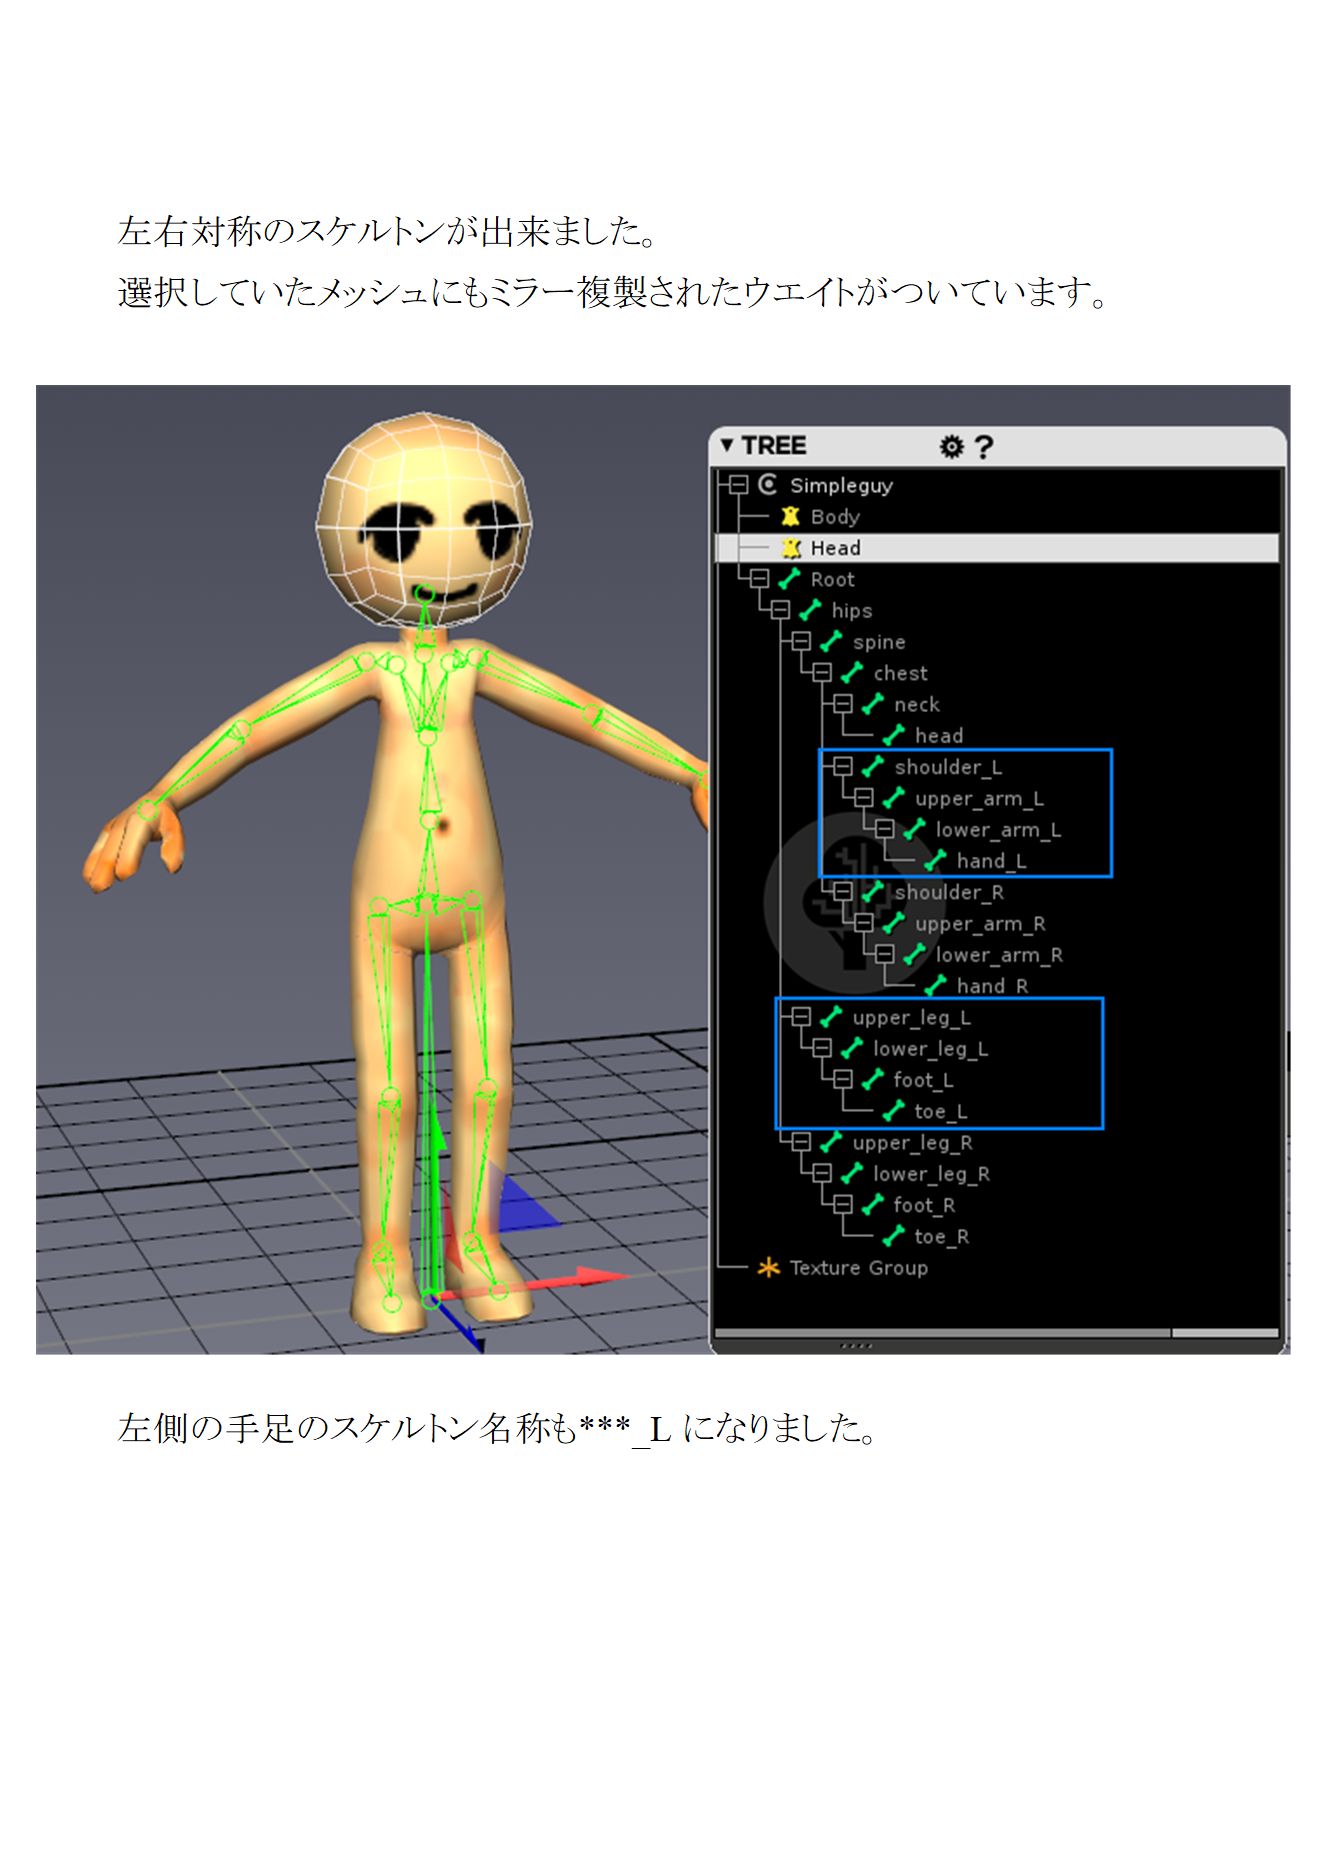 左右対称のスケルトンが出来ました。
選択していたメッシュにもミラー複製されたウエイトがついています。
▼ TREE ?
Simpleguy
Body
Head
Root
hips
spine
chest
neck
head
shoulder_L
upper_arm_L
lower_arm_L
hand_L
shoulder_R
upper_arm_R
lower_arm_R
hand_R
upper_leg_L
lower_leg_L
foot_L
toe_L
upper_leg_R
lower_leg_R
foot_R
toe_R
Texture Group
左側の手足のスケルトン名称も***_L になりました。